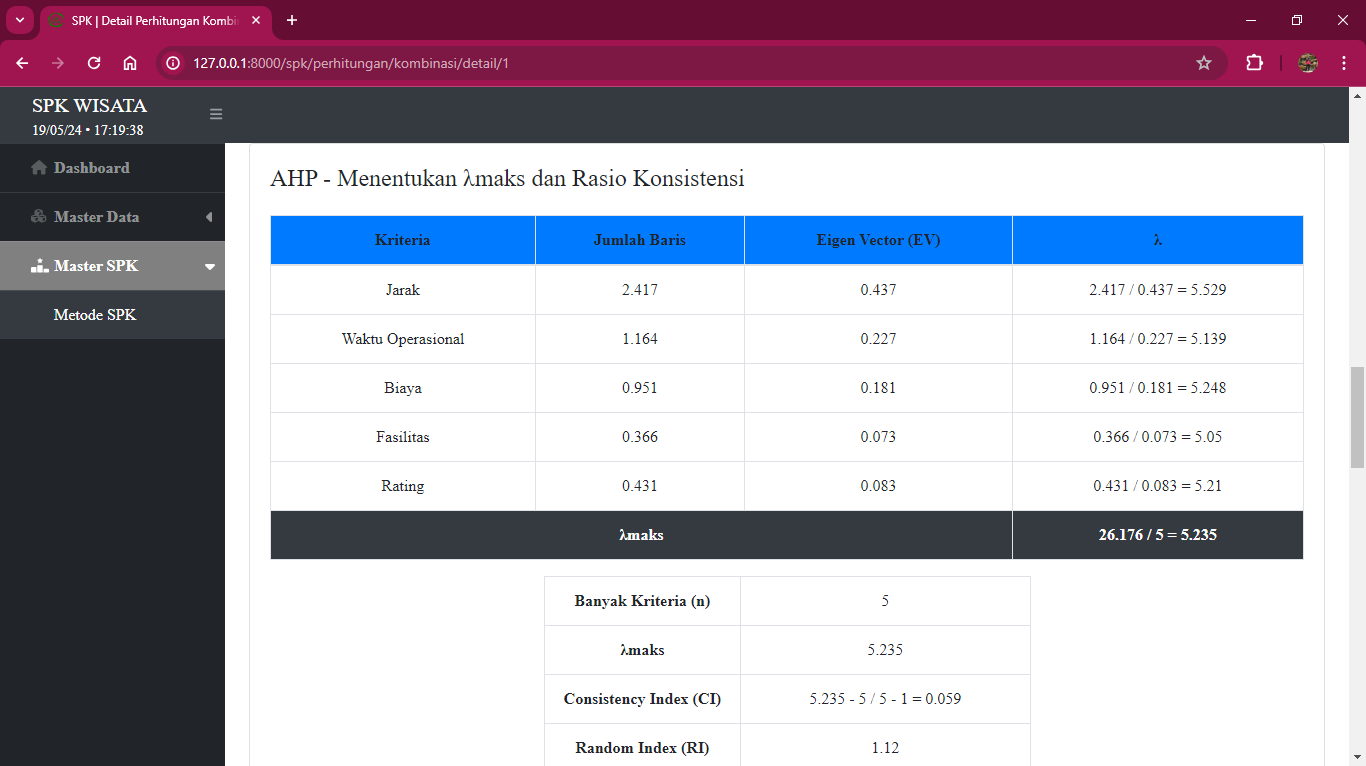 SPK | Detail Perhitungan Kombi
127.0.0.1:8000/spk/perhitungan/kombinasi/detail/1
SPK WISATA
19/05/24 • 17:19:38
Dashboard
Master Data
Master SPK
Metode SPK
AHP - Menentukan λmaks dan Rasio Konsistensi
Kriteria Jumlah Baris Eigen Vector (EV) λ
Jarak 2.417 0.437 2.417 / 0.437 = 5.529
Waktu Operasional 1.164 0.227 1.164 / 0.227 = 5.139
Biaya 0.951 0.181 0.951 / 0.181 = 5.248
Fasilitas 0.366 0.073 0.366 / 0.073 = 5.05
Rating 0.431 0.083 0.431 / 0.083 = 5.21
λmaks 26.176 / 5 = 5.235
Banyak Kriteria (n) 5
λmaks 5.235
Consistency Index (CI) 5.235 - 5 / 5 - 1 = 0.059
Random Index (RI) 1.12